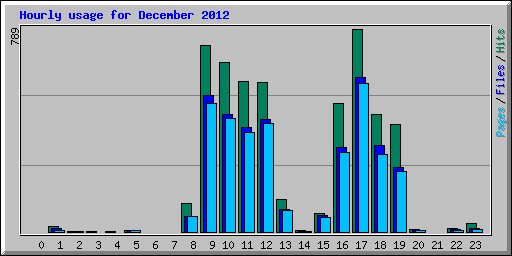 Hourly usage for December 2012
789
Pages / Files / Hits
0 1 2 3 4 5 6 7 8 9 10 11 12 13 14 15 16 17 18 19 20 21 22 23